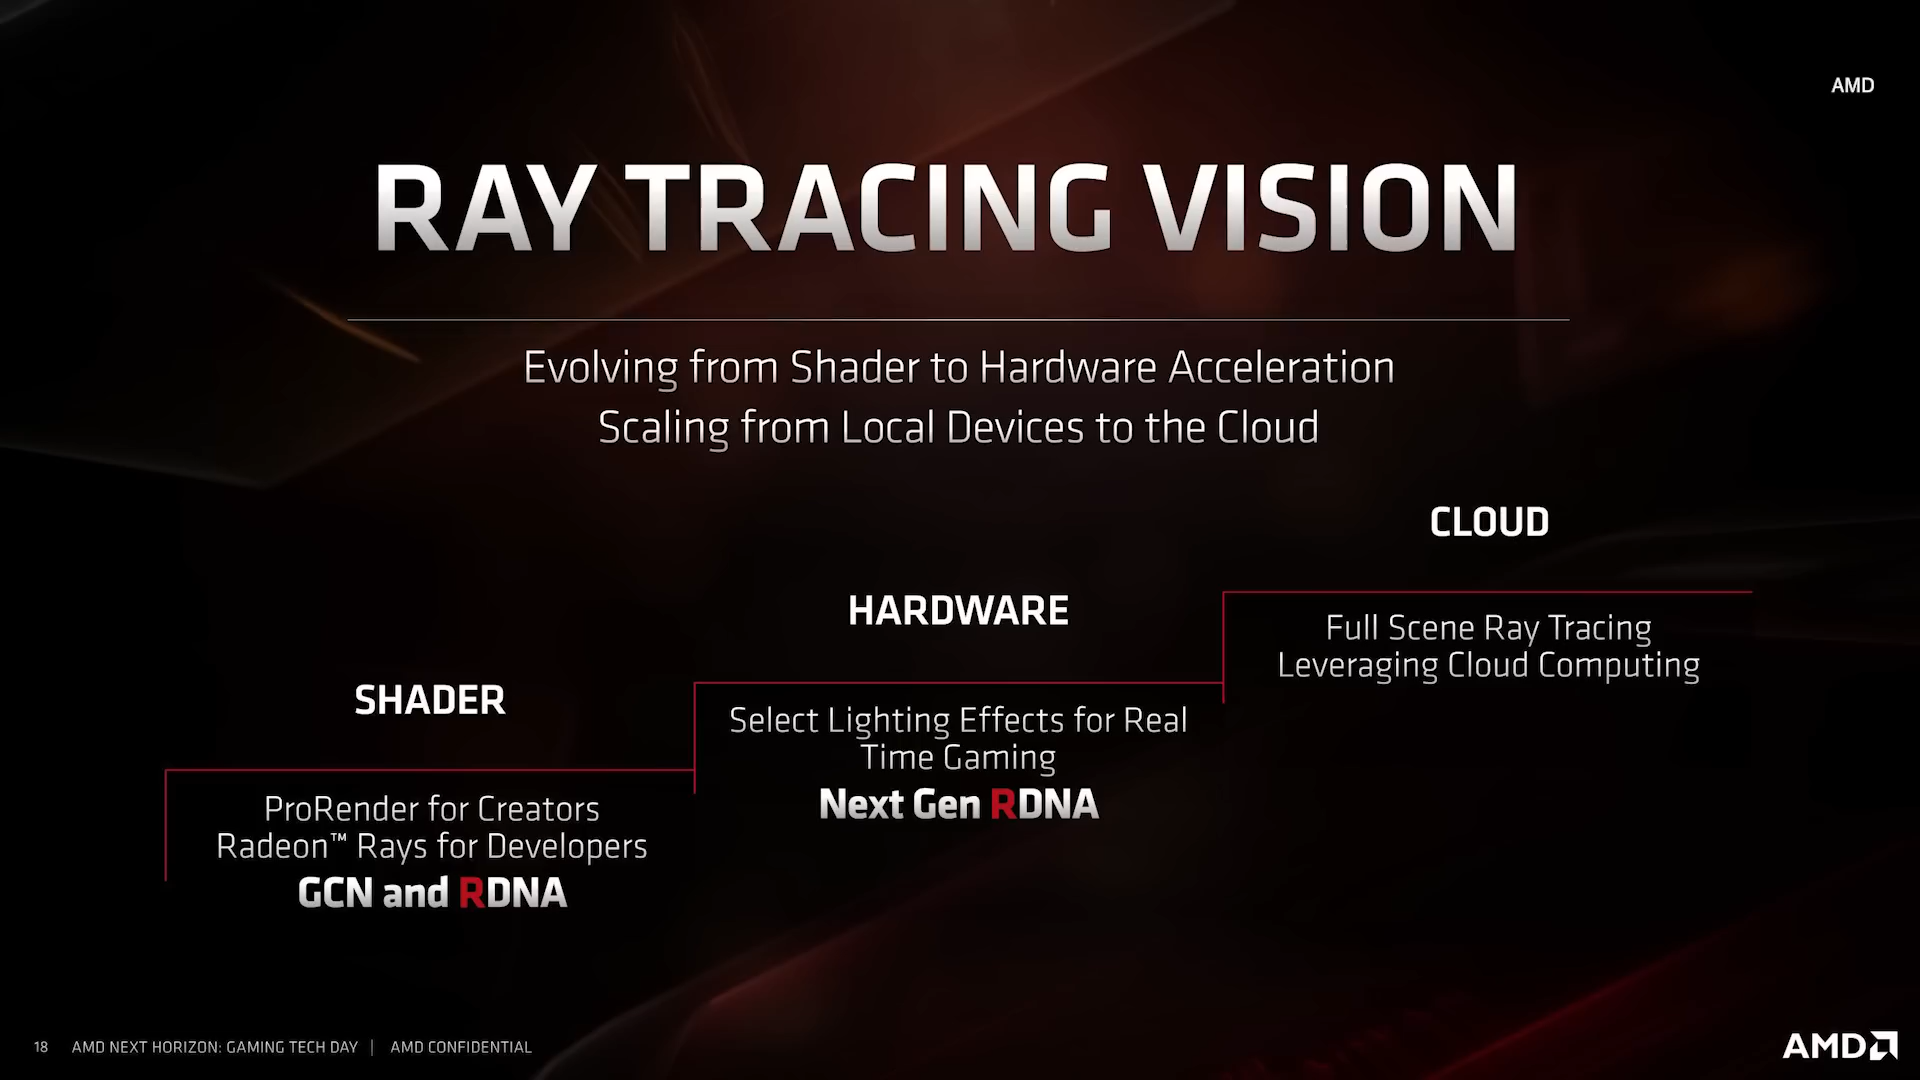 AMD
RAY TRACING VISION
Evolving from Shader to Hardware Acceleration
Scaling from Local Devices to the Cloud
SHADER
ProRender for Creators
Radeon™ Rays for Developers
GCN and RDNA
HARDWARE
Select Lighting Effects for Real
Time Gaming
Next Gen RDNA
CLOUD
Full Scene Ray Tracing
Leveraging Cloud Computing
18 AMD NEXT HORIZON: GAMING TECH DAY | AMD CONFIDENTIAL
AMD